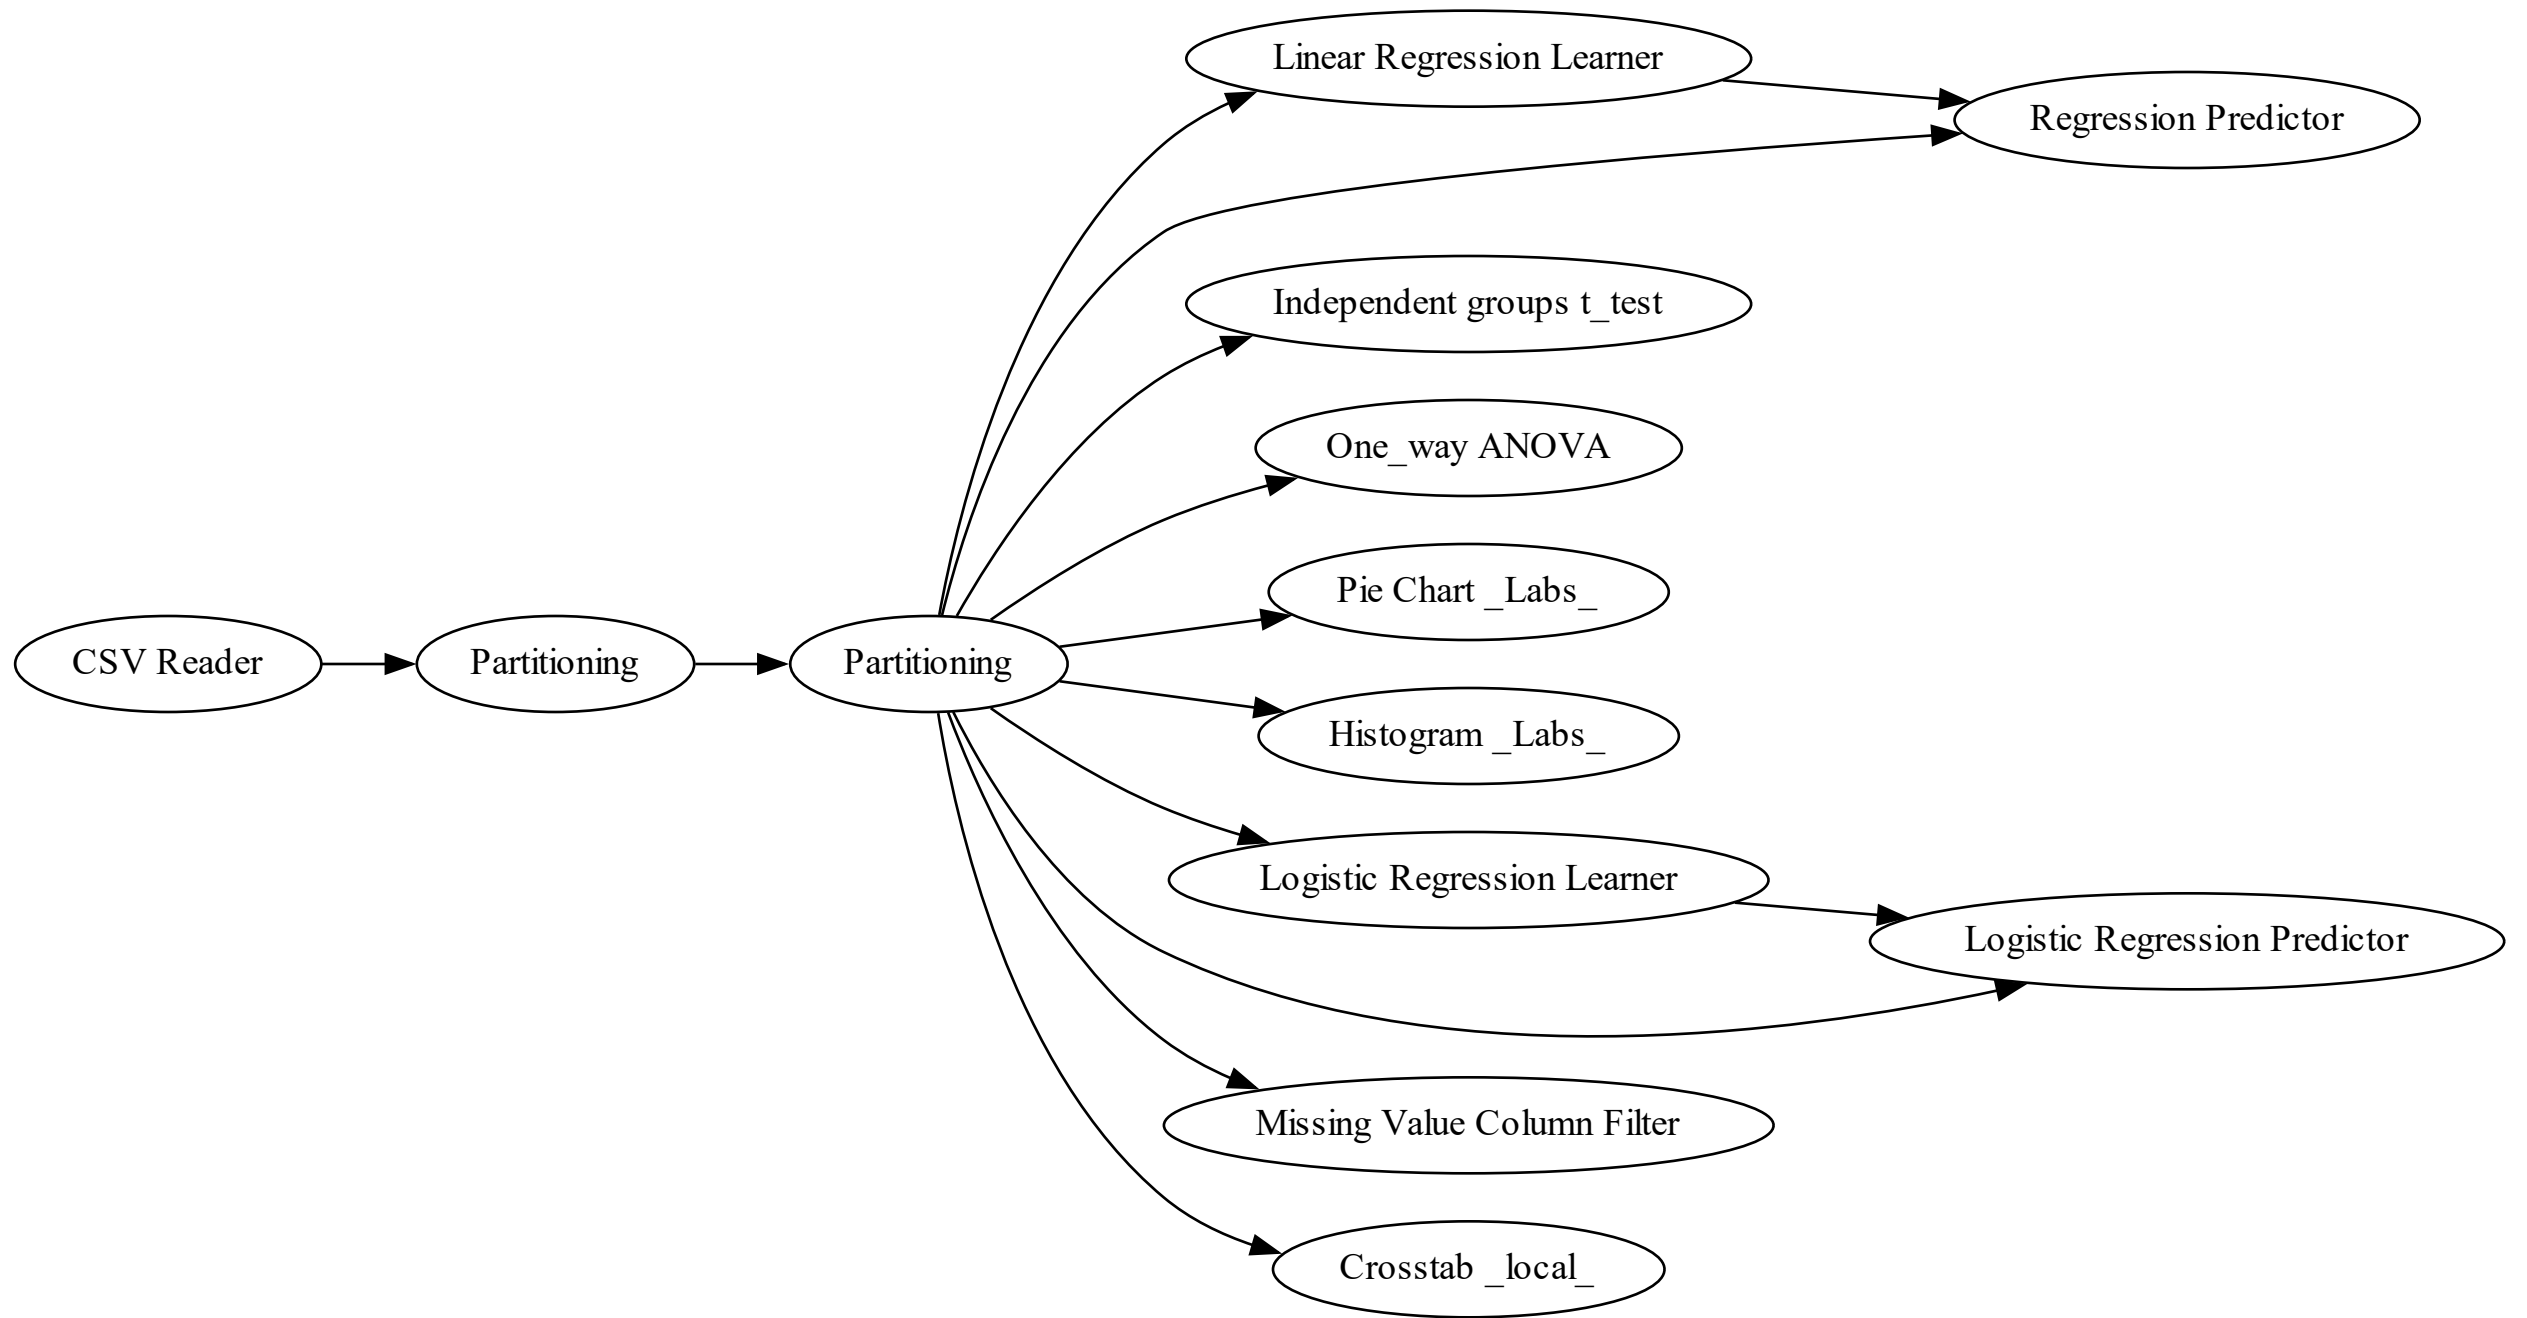 Linear Regression Learner
Regression Predictor
Independent groups t_test
One_way ANOVA
Pie Chart _Labs_
CSV Reader
Partitioning
Partitioning
Histogram _Labs_
Logistic Regression Learner
Logistic Regression Predictor
Missing Value Column Filter
Crosstab _local_